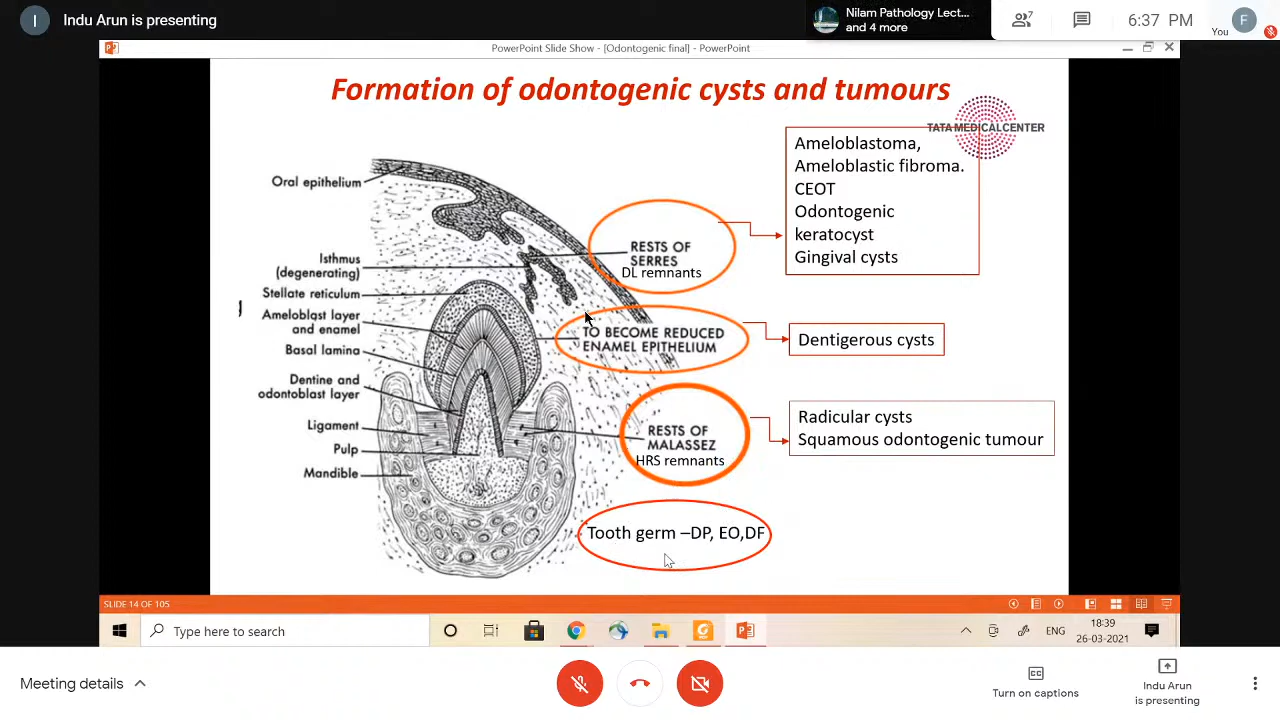 I
Indu Arun is presenting
Nilam Pathology Lect...
and 4 more
7
6:37 PM
F
You
PowerPoint Slide Show - [Odontogenic final] - PowerPoint
Formation of odontogenic cysts and tumours
TATA MEDICAL CENTER
Oral epithelium
Isthmus
(degenerating)
Stellate reticulum
Ameloblast layer
and enamel
Basal lamina
Dentine and
odontoblast layer
Ligament
Pulp
Mandible
RESTS OF
SERRES
DL remnants
TO BECOME REDUCED
ENAMEL EPITHELIUM
RESTS OF
MALASSEZ
HRS remnants
Tooth germ –DP, EO,DF
Ameloblastoma,
Ameloblastic fibroma.
CEOT
Odontogenic
keratocyst
Gingival cysts
Dentigerous cysts
Radicular cysts
Squamous odontogenic tumour
SLIDE 14 OF 105
Type here to search
ENG
18:39
26-03-2021
Meeting details
CC
Turn on captions
Indu Arun
is presenting